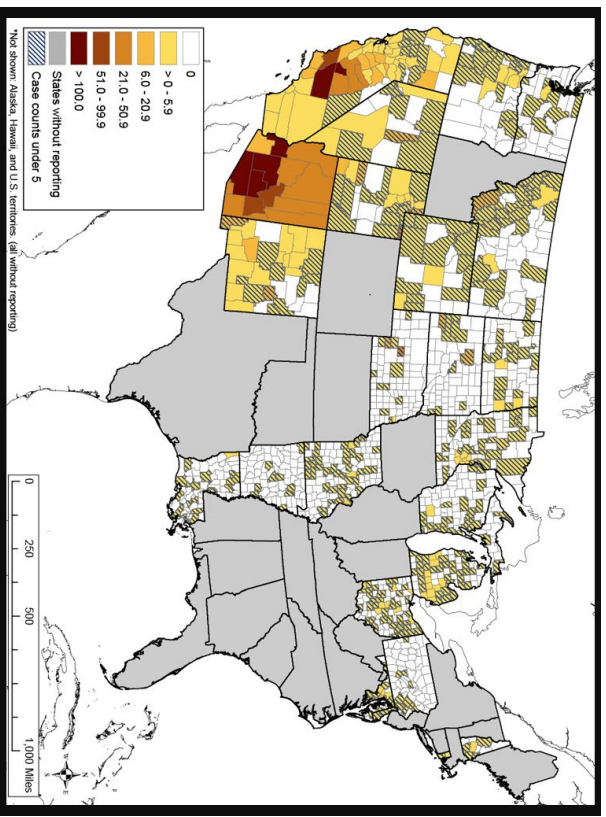 0
> 0 - 5.9
6.0 - 20.9
21.0 - 50.9
51.0 - 99.9
> 100.0
States without reporting
Case counts under 5
*Not shown: Alaska, Hawaii, and U.S. territories. (all without reporting)
0 250 500 1,000 Miles
N
W E
S